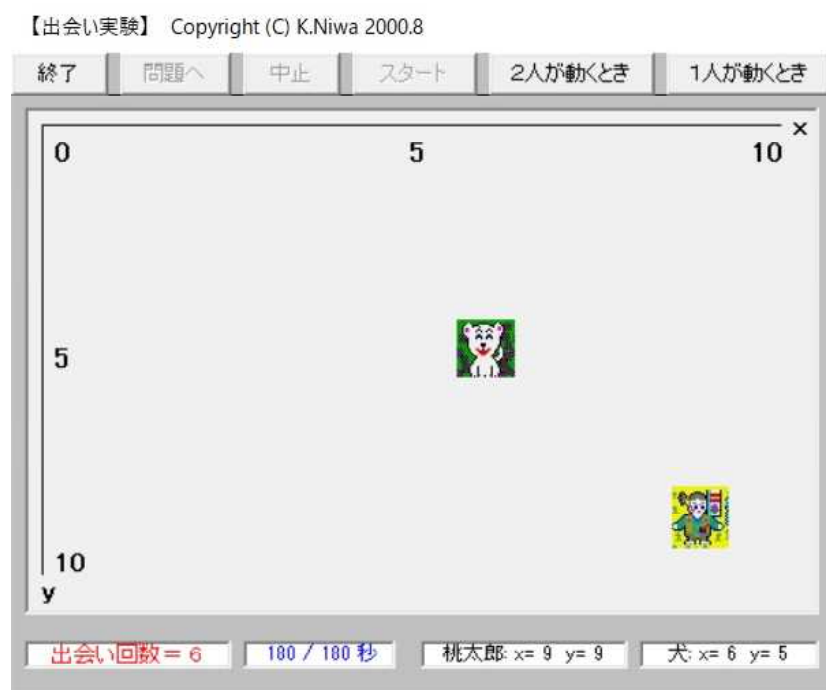 【出会い実験】 Copyright (C) K.Niwa 2000.8
終了 問題へ 中止 スタート 2人が動くとき 1人が動くとき
x
0 5 10
5
10
y
出会い回数= 6 180 / 180 秒 桃太郎: x= 9 y= 9 犬: x= 6 y= 5